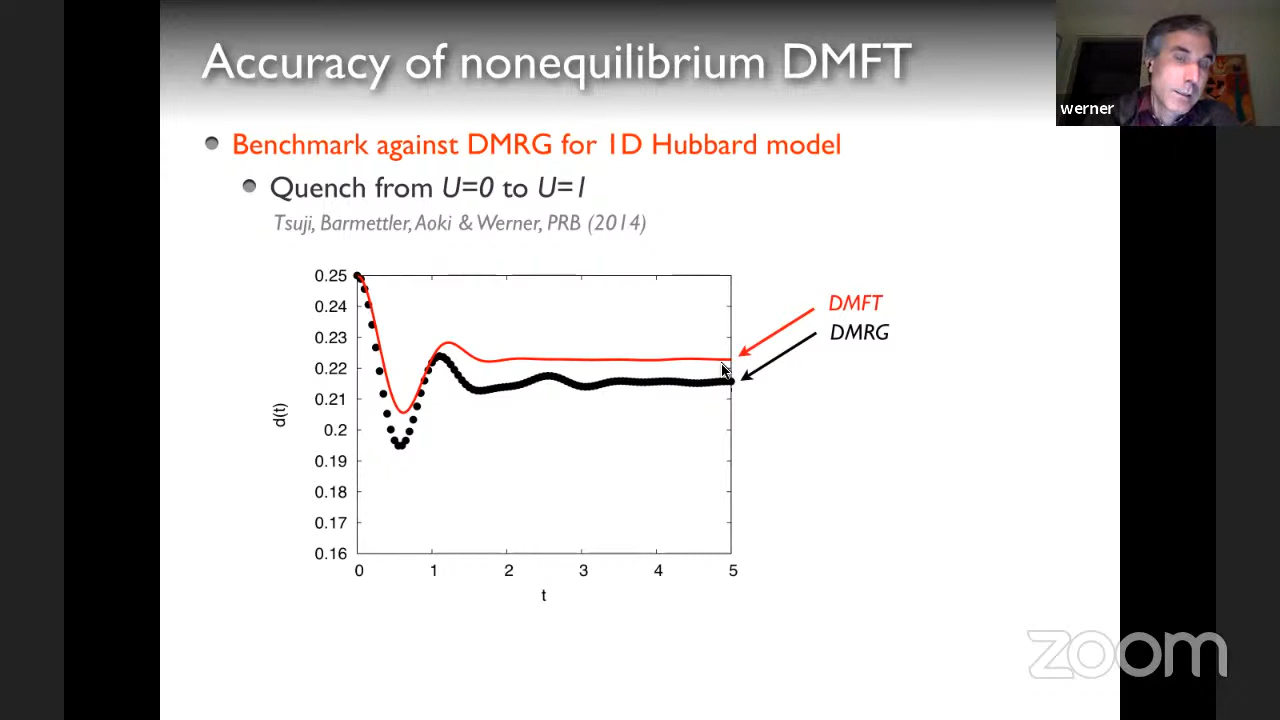 Accuracy of nonequilibrium DMFT
werner
Benchmark against DMRG for 1D Hubbard model
Quench from U=0 to U=1
Tsuji, Barmettler, Aoki & Werner, PRB (2014)
0.25
0.24
0.23
0.22
0.21
0.2
0.19
0.18
0.17
0.16
d(t)
0 1 2 3 4 5
t
DMFT
DMRG
zoom